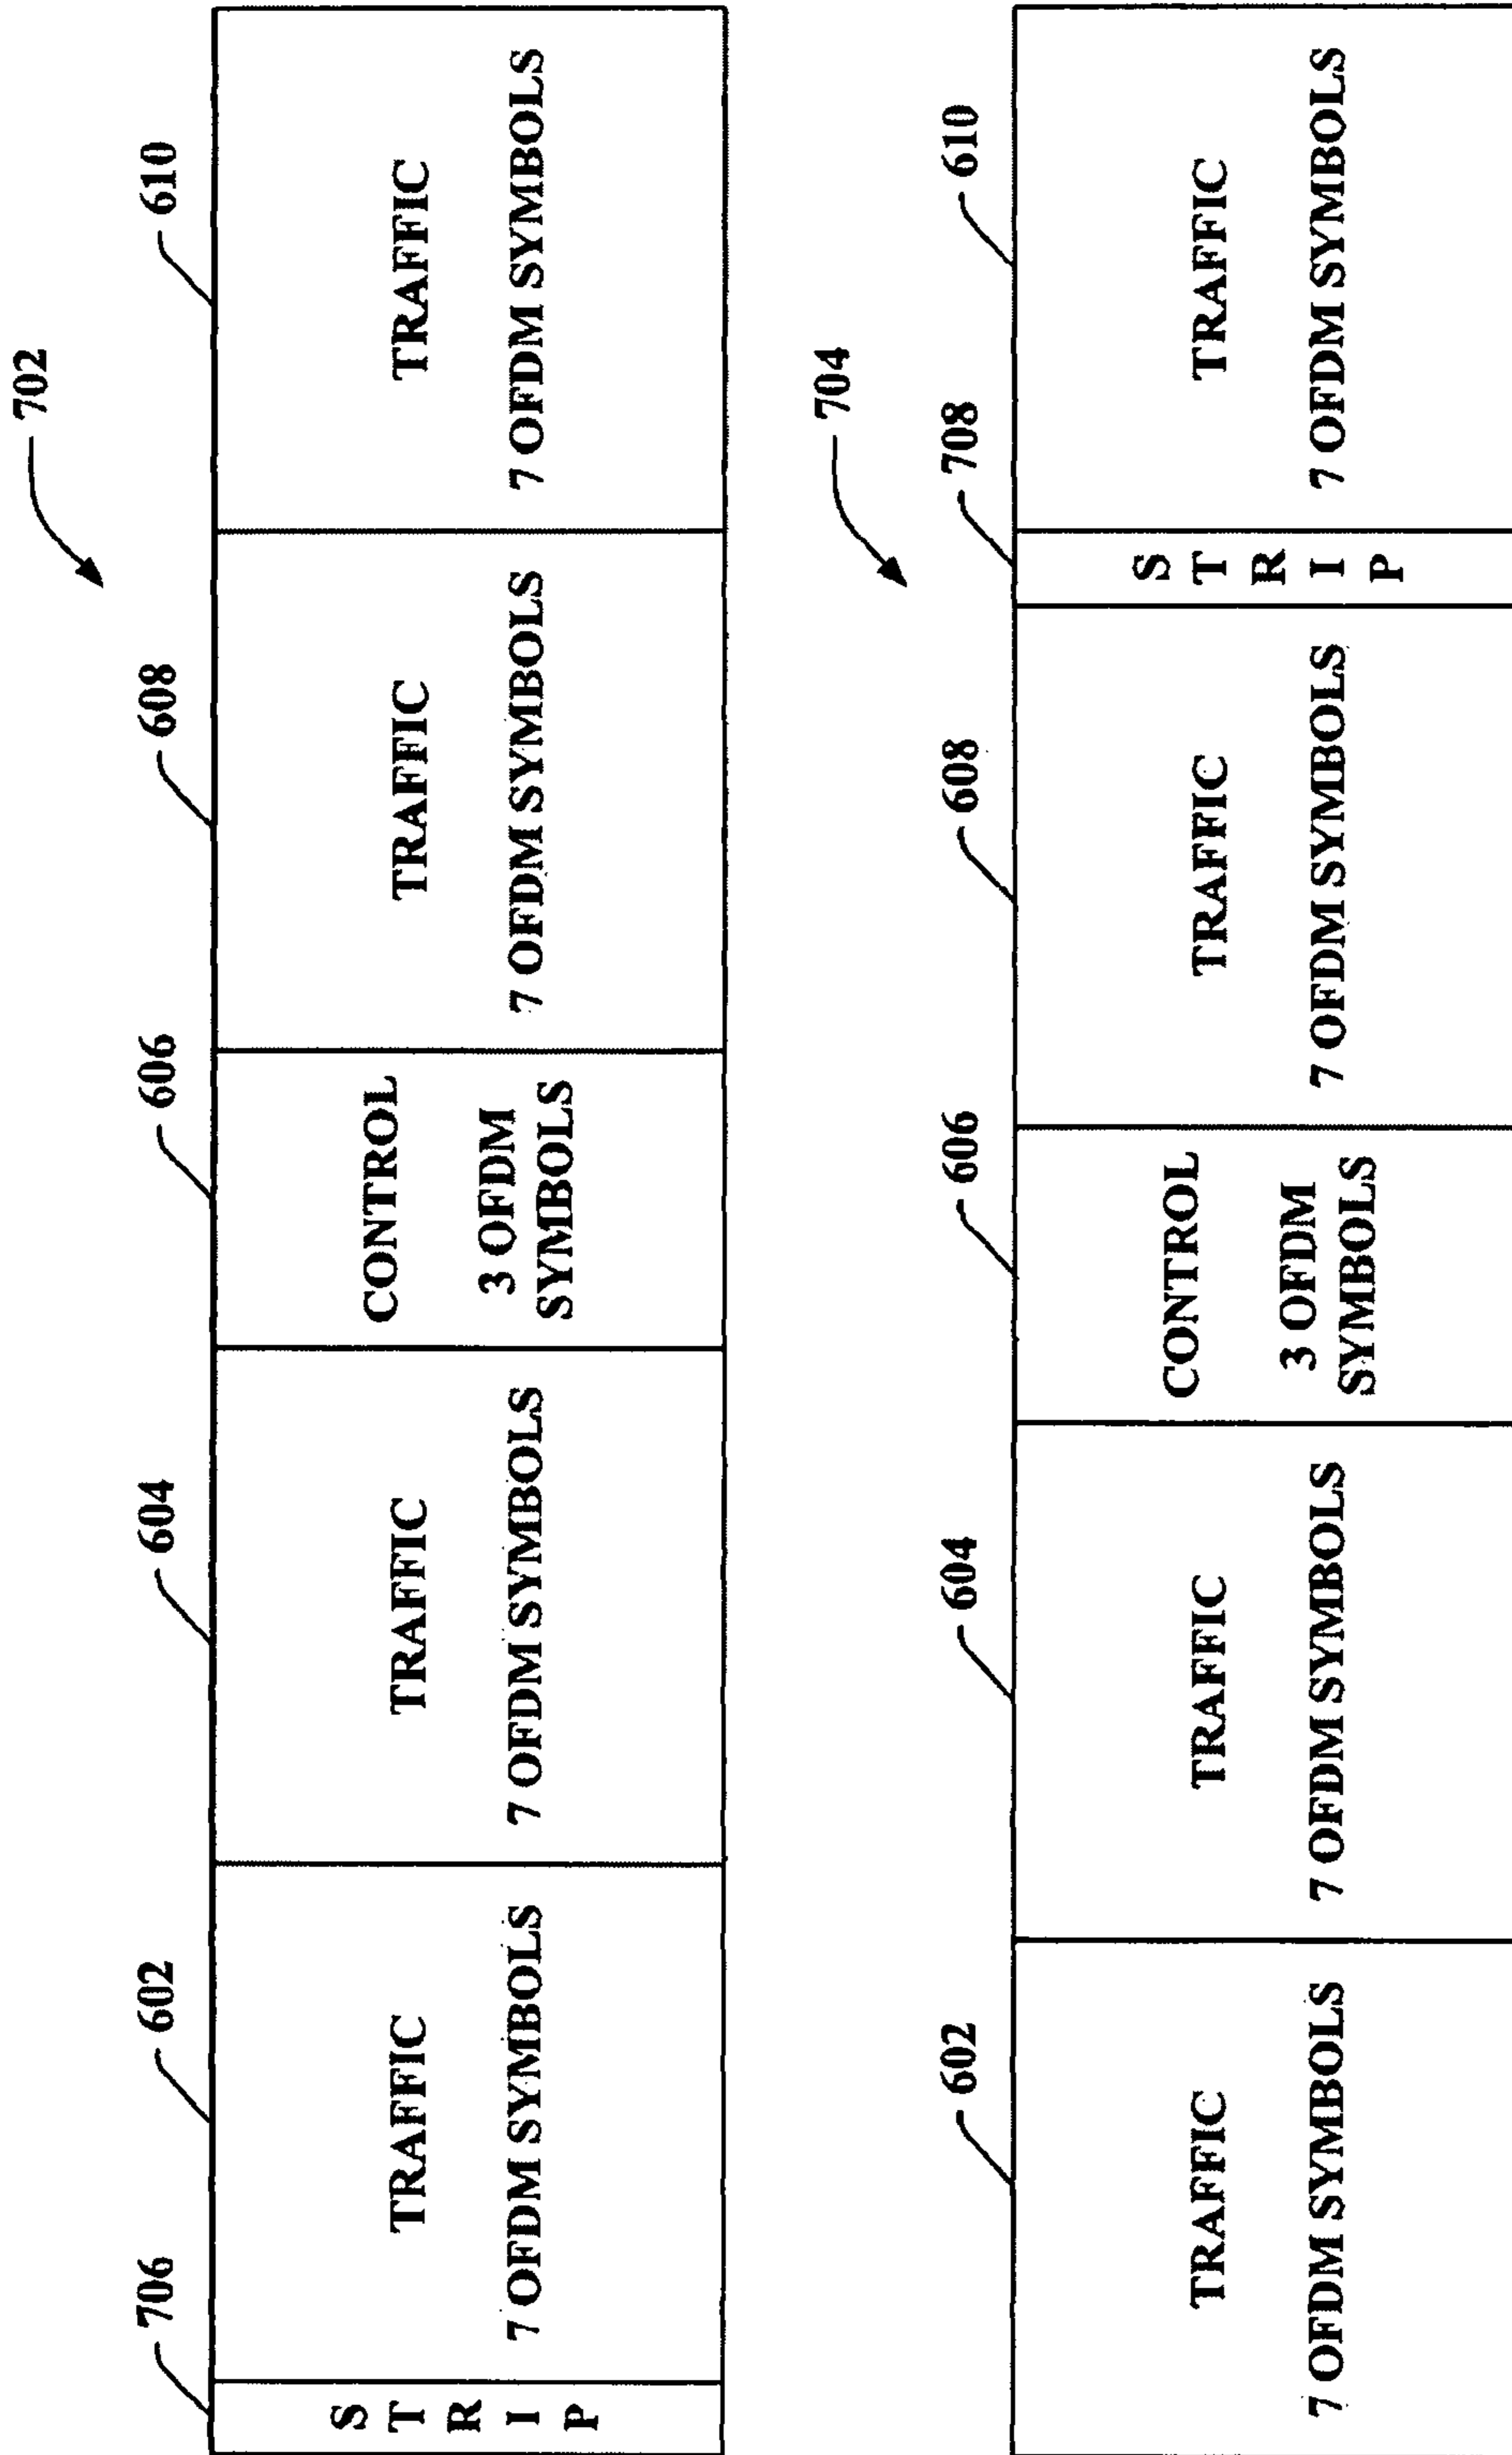 702
706
602
604
606
608
610
S
T
R
I
P
TRAFFIC
7 OFDM SYMBOLS
TRAFFIC
7 OFDM SYMBOLS
CONTROL
3 OFDM
SYMBOLS
TRAFFIC
7 OFDM SYMBOLS
TRAFFIC
7 OFDM SYMBOLS
704
602
604
606
608
708
610
TRAFFIC
7 OFDM SYMBOLS
TRAFFIC
7 OFDM SYMBOLS
CONTROL
3 OFDM
SYMBOLS
TRAFFIC
7 OFDM SYMBOLS
S
T
R
I
P
TRAFFIC
7 OFDM SYMBOLS